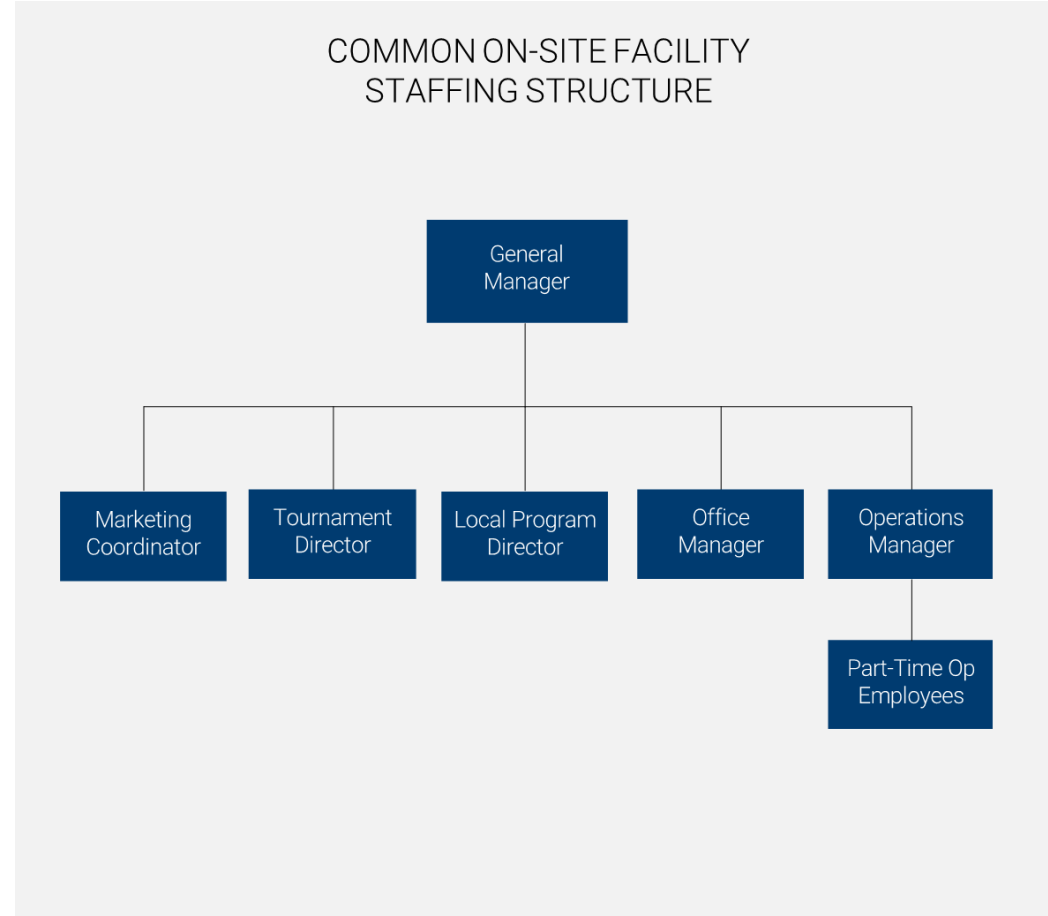 COMMON ON-SITE FACILITY
STAFFING STRUCTURE
General
Manager
Marketing
Coordinator
Tournament
Director
Local Program
Director
Office
Manager
Operations
Manager
Part-Time Op
Employees